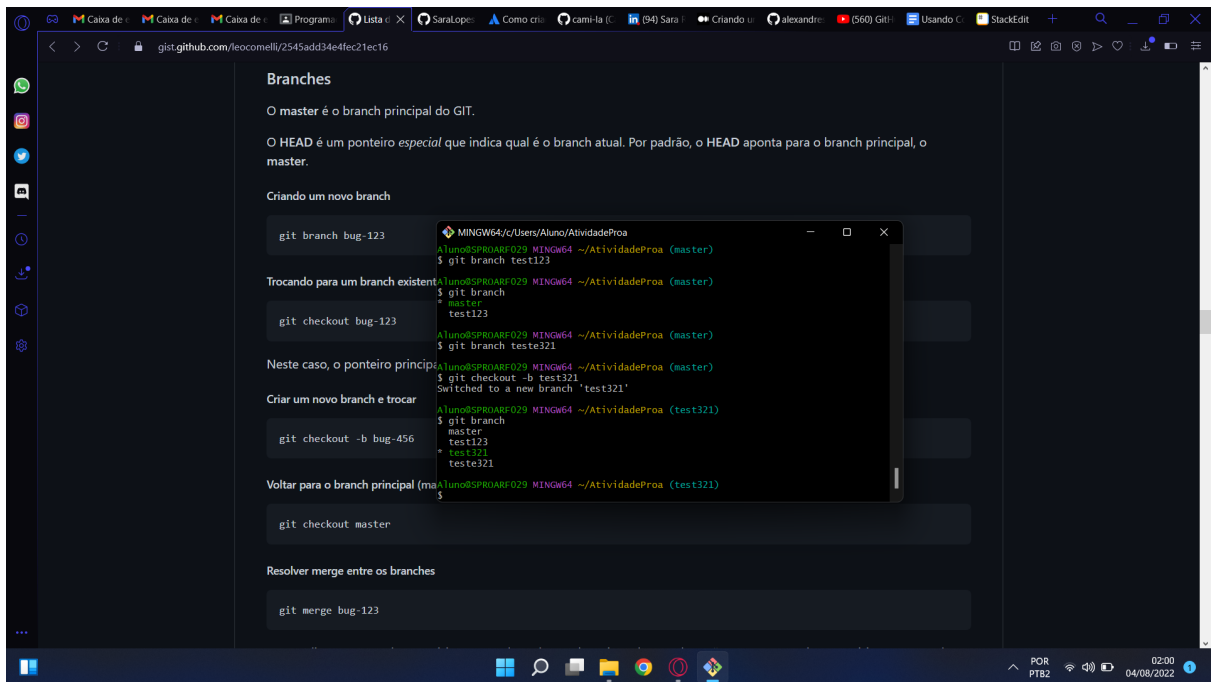 Caixa de e
Caixa de e
Caixa de e
Programa
Lista d
SaraLopes
Como cria
cami-la (C
(94) Sara F
Criando u
alexandre
(560) GitH
Usando C
StackEdit
gist.github.com/leocomelli/2545add34e4fec21ec16
Branches
O master é o branch principal do GIT.
O HEAD é um ponteiro especial que indica qual é o branch atual. Por padrão, o HEAD aponta para o branch principal, o
master.
Criando um novo branch
git branch bug-123
Trocando para um branch existent
git checkout bug-123
Neste caso, o ponteiro principa
Criar um novo branch e trocar
git checkout -b bug-456
Voltar para o branch principal (ma
git checkout master
Resolver merge entre os branches
git merge bug-123
MINGW64:/c/Users/Aluno/AtividadeProa
Aluno@SPROARF029 MINGW64 ~/AtividadeProa (master)
$ git branch test123
Aluno@SPROARF029 MINGW64 ~/AtividadeProa (master)
$ git branch
* master
test123
Aluno@SPROARF029 MINGW64 ~/AtividadeProa (master)
$ git branch teste321
Aluno@SPROARF029 MINGW64 ~/AtividadeProa (master)
$ git checkout -b test321
Switched to a new branch 'test321'
Aluno@SPROARF029 MINGW64 ~/AtividadeProa (test321)
$ git branch
master
test123
* test321
teste321
Aluno@SPROARF029 MINGW64 ~/AtividadeProa (test321)
$
POR
PTB2
02:00
04/08/2022
1